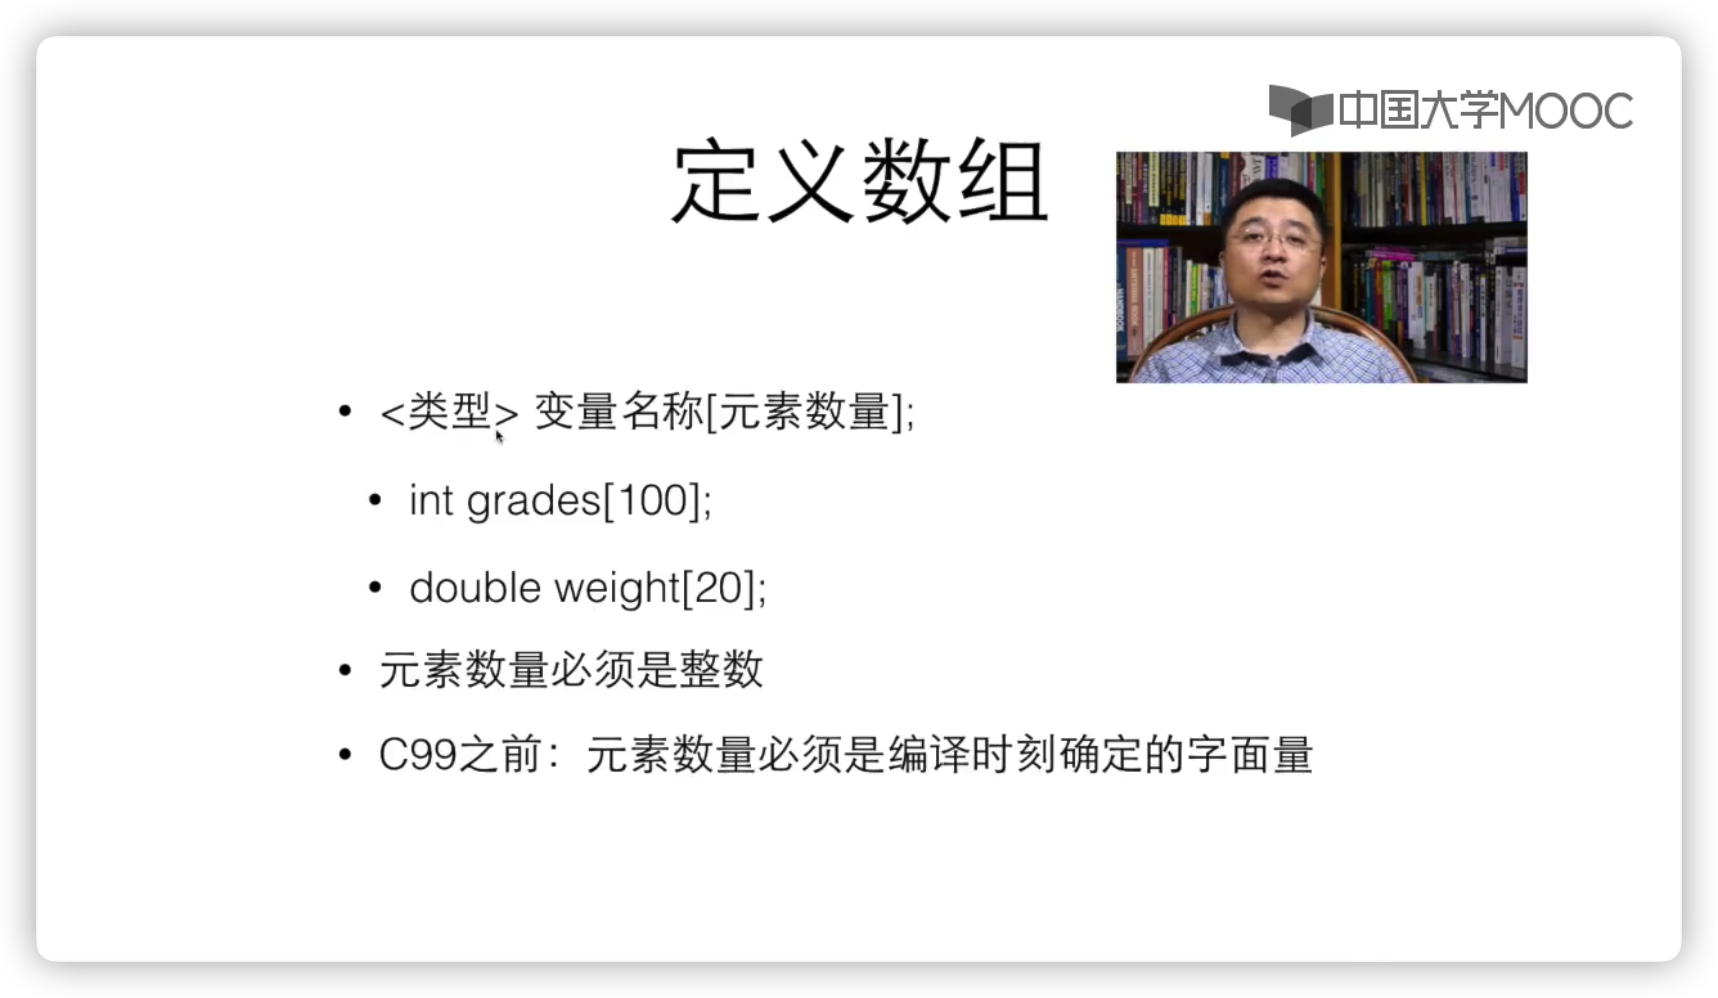 中国大学MOOC
定义数组
• <类型> 变量名称[元素数量];
• int grades[100];
• double weight[20];
• 元素数量必须是整数
• C99之前：元素数量必须是编译时刻确定的字面量